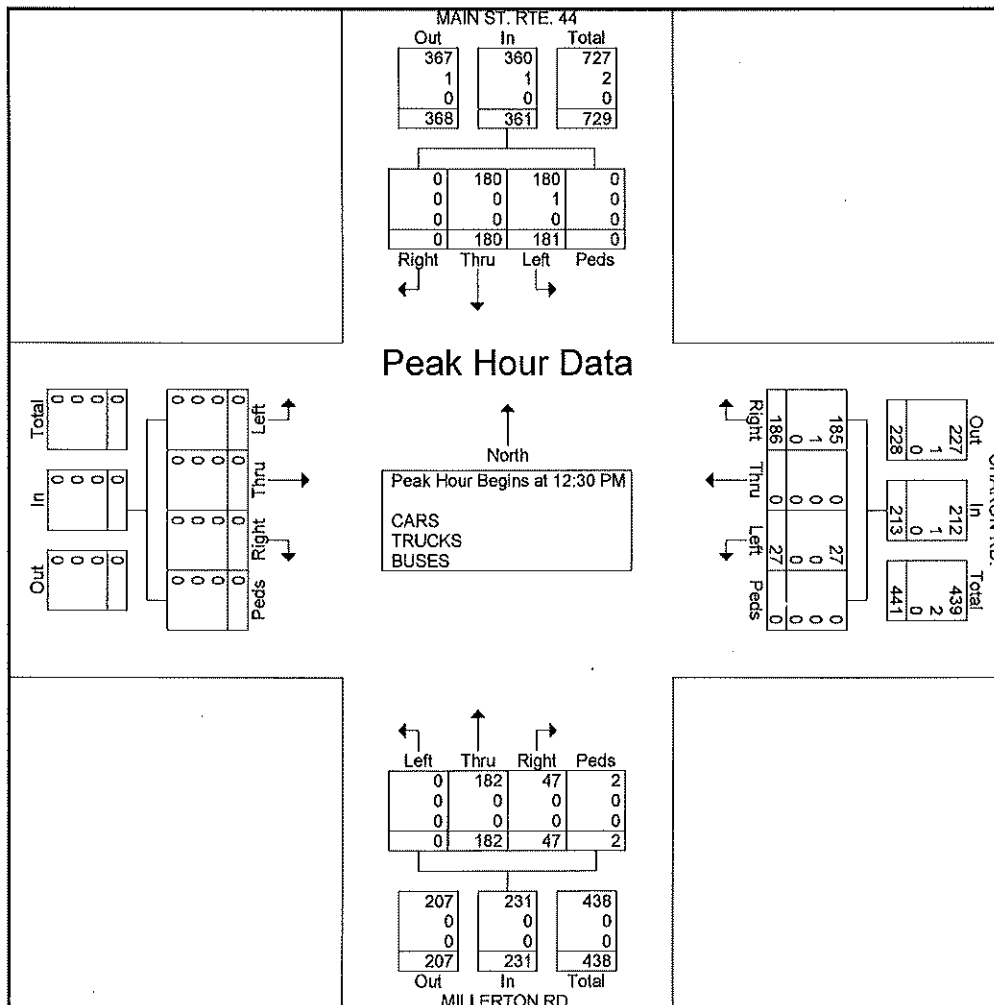 MAIN ST. RTE. 44
Out In Total
367 360 727
1 1 2
0 0 0
368 361 729
0 180 180 0
0 0 1 0
0 0 0 0
0 180 181 0
Right Thru Left Peds
Peak Hour Data
North
Peak Hour Begins at 12:30 PM
CARS
TRUCKS
BUSES
Left Thru Right Peds
0 0 0 0
0 0 0 0
0 0 0 0
0 0 0 0
Total In Out
0 0 0
0 0 0
0 0 0
0 0 0
Out In Total
227 212 439
1 1 2
0 0 0
228 213 441
185 0 27 0
1 0 0 0
0 0 0 0
186 0 27 0
Right Thru Left Peds
Left Thru Right Peds
0 182 47 2
0 0 0 0
0 0 0 0
0 182 47 2
207 231 438
0 0 0
0 0 0
207 231 438
Out In Total
MILLERTON RD